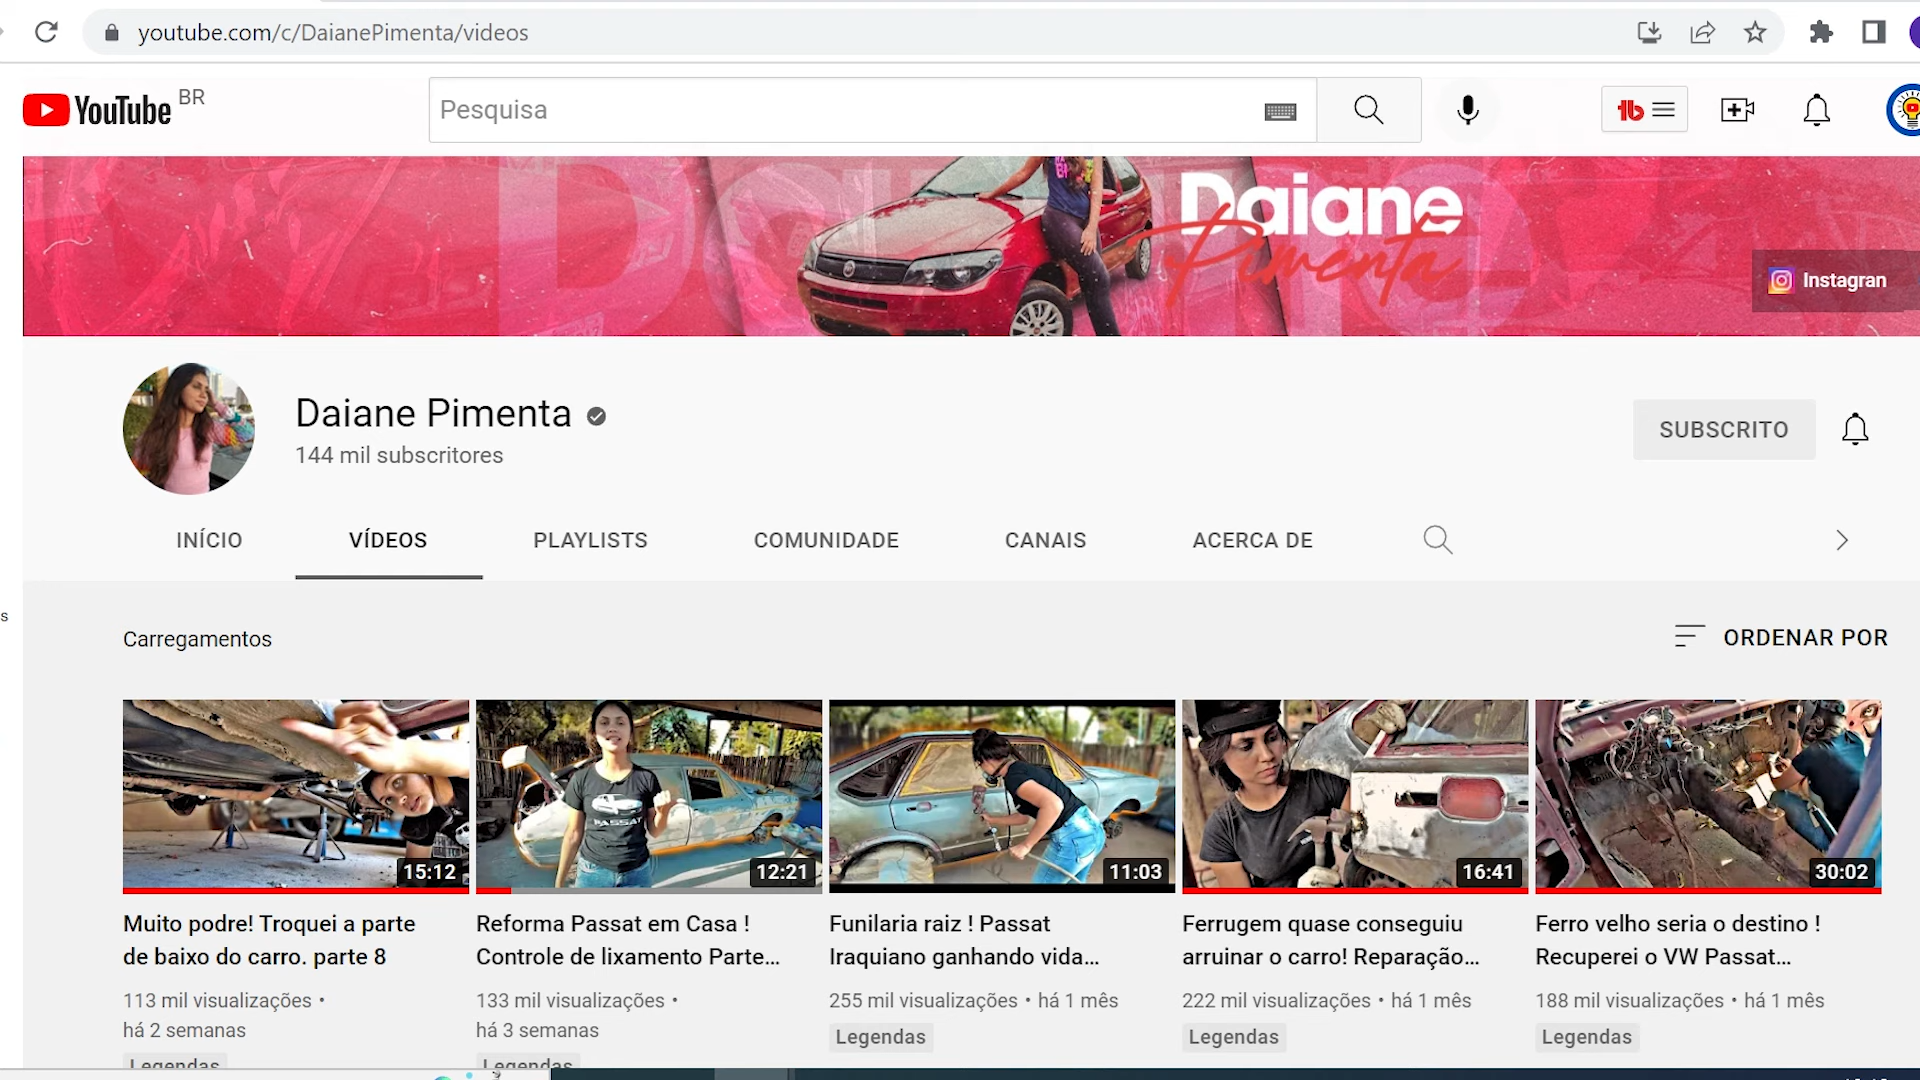 youtube.com/c/DaianePimenta/videos
YouTube BR
Pesquisa
Daiane
Pimenta
Instagran
Daiane Pimenta
144 mil subscritores
SUBSCRITO
INÍCIO
VÍDEOS
PLAYLISTS
COMUNIDADE
CANAIS
ACERCA DE
Carregamentos
ORDENAR POR
15:12
12:21
PASSAT
11:03
16:41
30:02
Muito podre! Troquei a parte
de baixo do carro. parte 8
113 mil visualizações •
há 2 semanas
Legendas
Reforma Passat em Casa !
Controle de lixamento Parte...
133 mil visualizações •
há 3 semanas
Legendas
Funilaria raiz ! Passat
Iraquiano ganhando vida...
255 mil visualizações • há 1 mês
Legendas
Ferrugem quase conseguiu
arruinar o carro! Reparação...
222 mil visualizações • há 1 mês
Legendas
Ferro velho seria o destino !
Recuperei o VW Passat...
188 mil visualizações • há 1 mês
Legendas